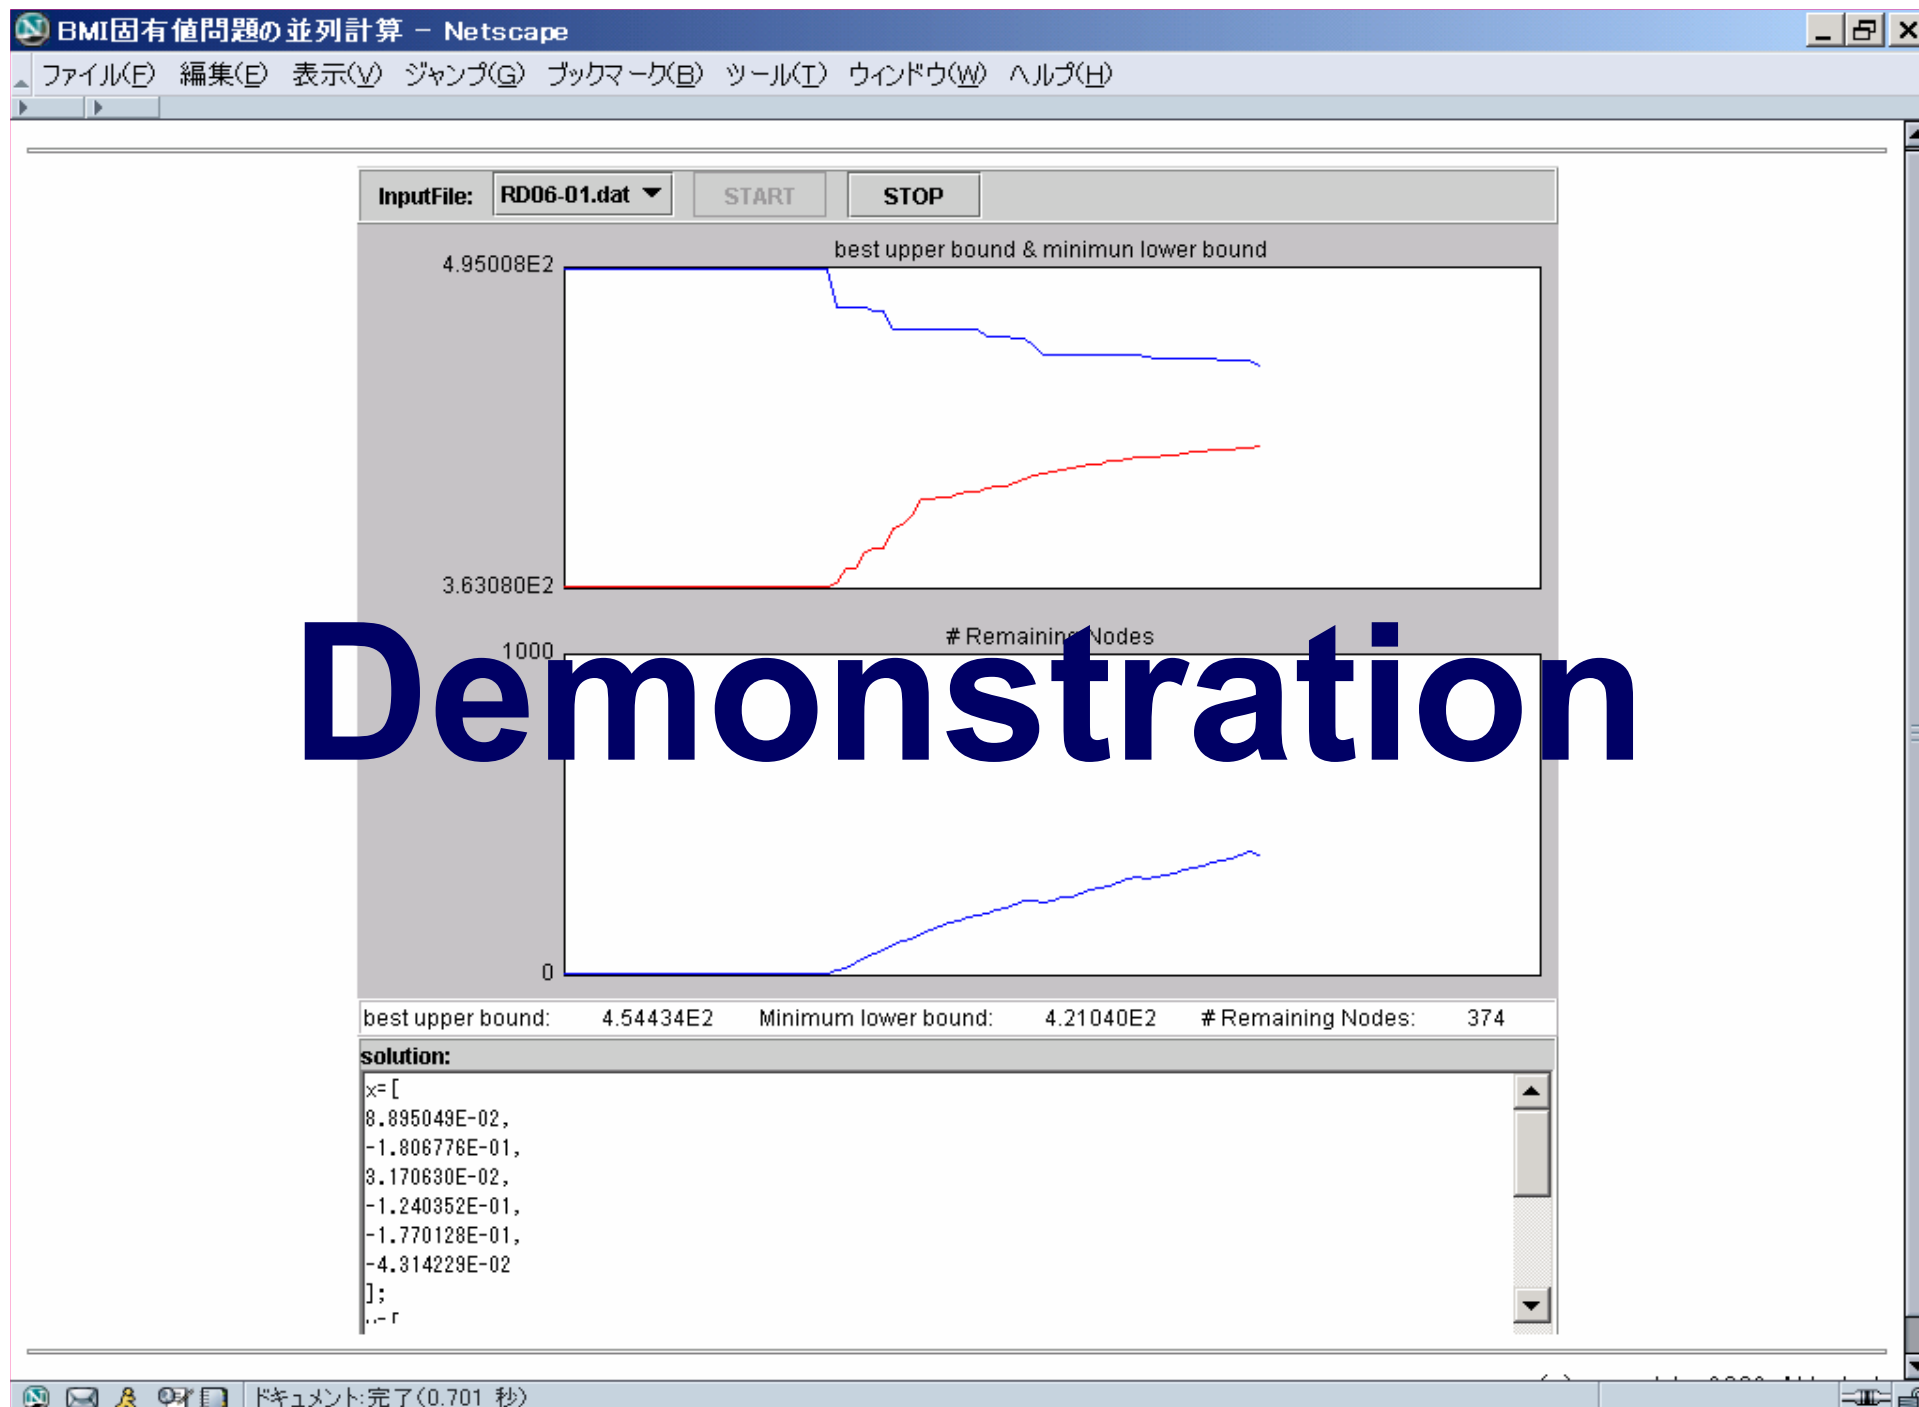 BMI固有値問題の並列計算 - Netscape
ファイル(F) 編集(E) 表示(V) ジャンプ(G) ブックマーク(B) ツール(T) ウィンドウ(W) ヘルプ(H)
InputFile: RD06-01.dat START STOP
best upper bound & minimun lower bound
4.95008E2
3.63080E2
# Remaining Nodes
1000
Demonstration
0
best upper bound: 4.54434E2 Minimum lower bound: 4.21040E2 # Remaining Nodes: 374
solution:
x=[
8.895049E-02,
-1.806776E-01,
3.170630E-02,
-1.240352E-01,
-1.770128E-01,
-4.314229E-02
];
ドキュメント:完了(0.701 秒)